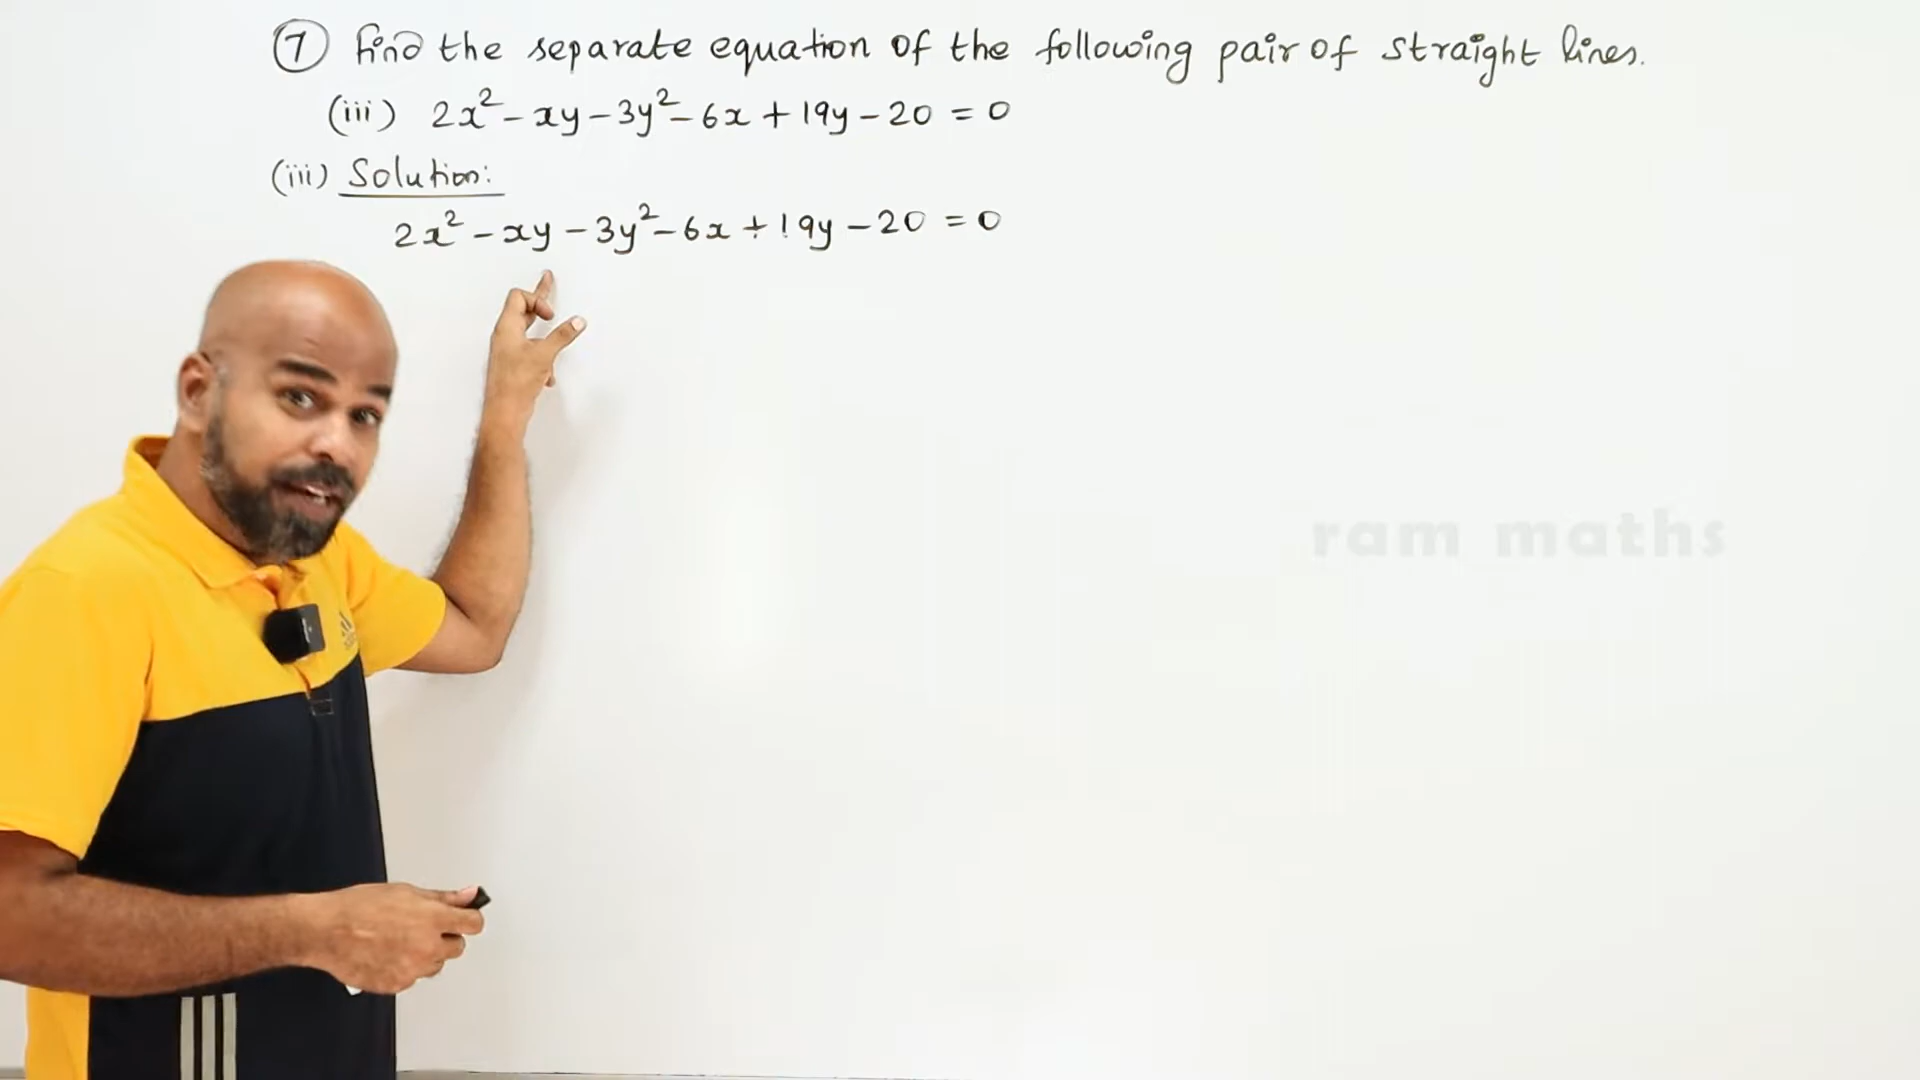 ⑦ Find the separate equation of the following pair of straight lines.
(iii) 2x² - xy - 3y² - 6x + 19y - 20 = 0
(iii) Solution:
2x² - xy - 3y² - 6x + 19y - 20 = 0
ram maths